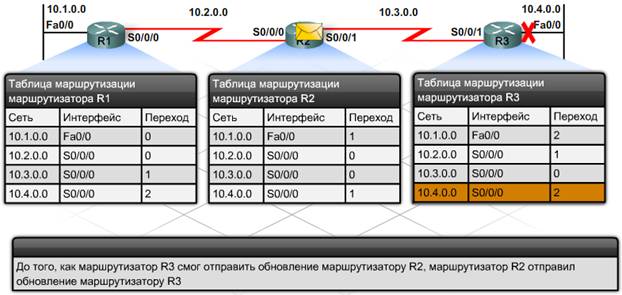 10.1.0.0 10.2.0.0 10.3.0.0 10.4.0.0
Fa0/0 S0/0/0 S0/0/0 R2 S0/0/1 S0/0/1 Fa0/0
R1 R3
Таблица маршрутизации
маршрутизатора R1
Сеть Интерфейс Переход
10.1.0.0 Fa0/0 0
10.2.0.0 S0/0/0 0
10.3.0.0 S0/0/0 1
10.4.0.0 S0/0/0 2
Таблица маршрутизации
маршрутизатора R2
Сеть Интерфейс Переход
10.1.0.0 Fa0/0 1
10.2.0.0 S0/0/0 0
10.3.0.0 S0/0/0 0
10.4.0.0 S0/0/0 1
Таблица маршрутизации
маршрутизатора R3
Сеть Интерфейс Переход
10.1.0.0 Fa0/0 2
10.2.0.0 S0/0/0 1
10.3.0.0 S0/0/0 0
10.4.0.0 S0/0/0 2
До того, как маршрутизатор R3 смог отправить обновление маршрутизатору R2, маршрутизатор R2 отправил
обновление маршрутизатору R3